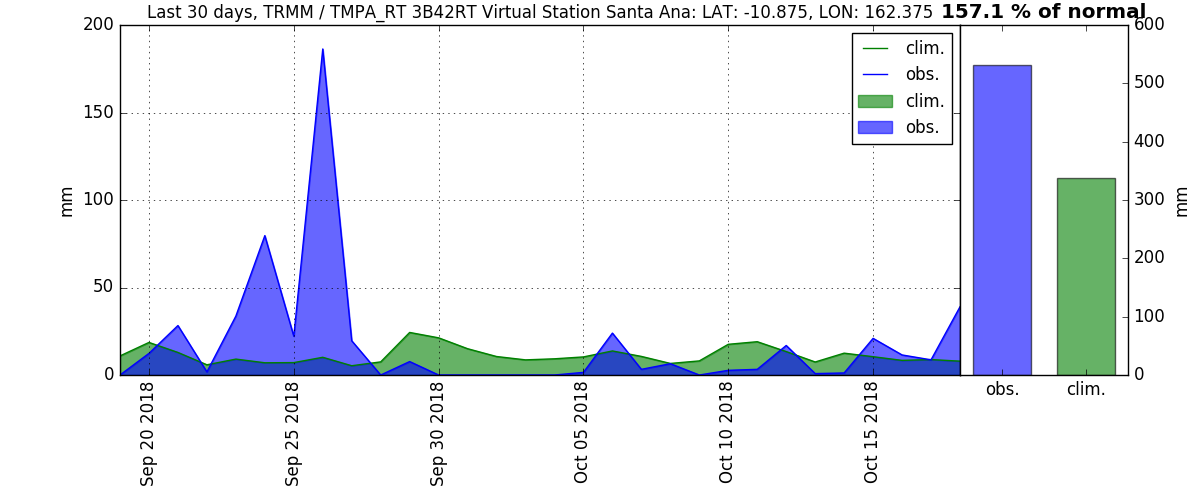 Last 30 days, TRMM / TMPA_RT 3B42RT Virtual Station Santa Ana: LAT: -10.875, LON: 162.375 157.1 % of normal
200
150
100
50
0
mm
clim.
obs.
clim.
obs.
600
500
400
300
200
100
0
mm
obs.
clim.
Sep 20 2018
Sep 25 2018
Sep 30 2018
Oct 05 2018
Oct 10 2018
Oct 15 2018